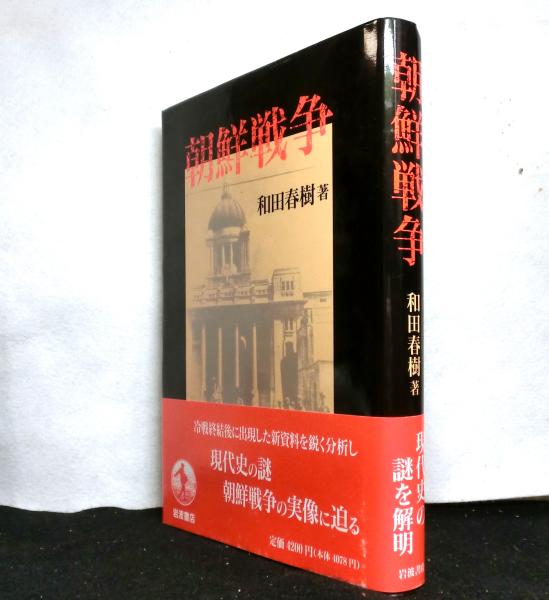 朝鮮戦争
和田春樹著
冷戦終結後に出現した新資料を鋭く分析し
現代史の謎
朝鮮戦争の実像に迫る
定価 4200円(本体 4078円)
岩波書店
朝鮮戦争
和田春樹著
現代史の
謎を解明
岩波書店